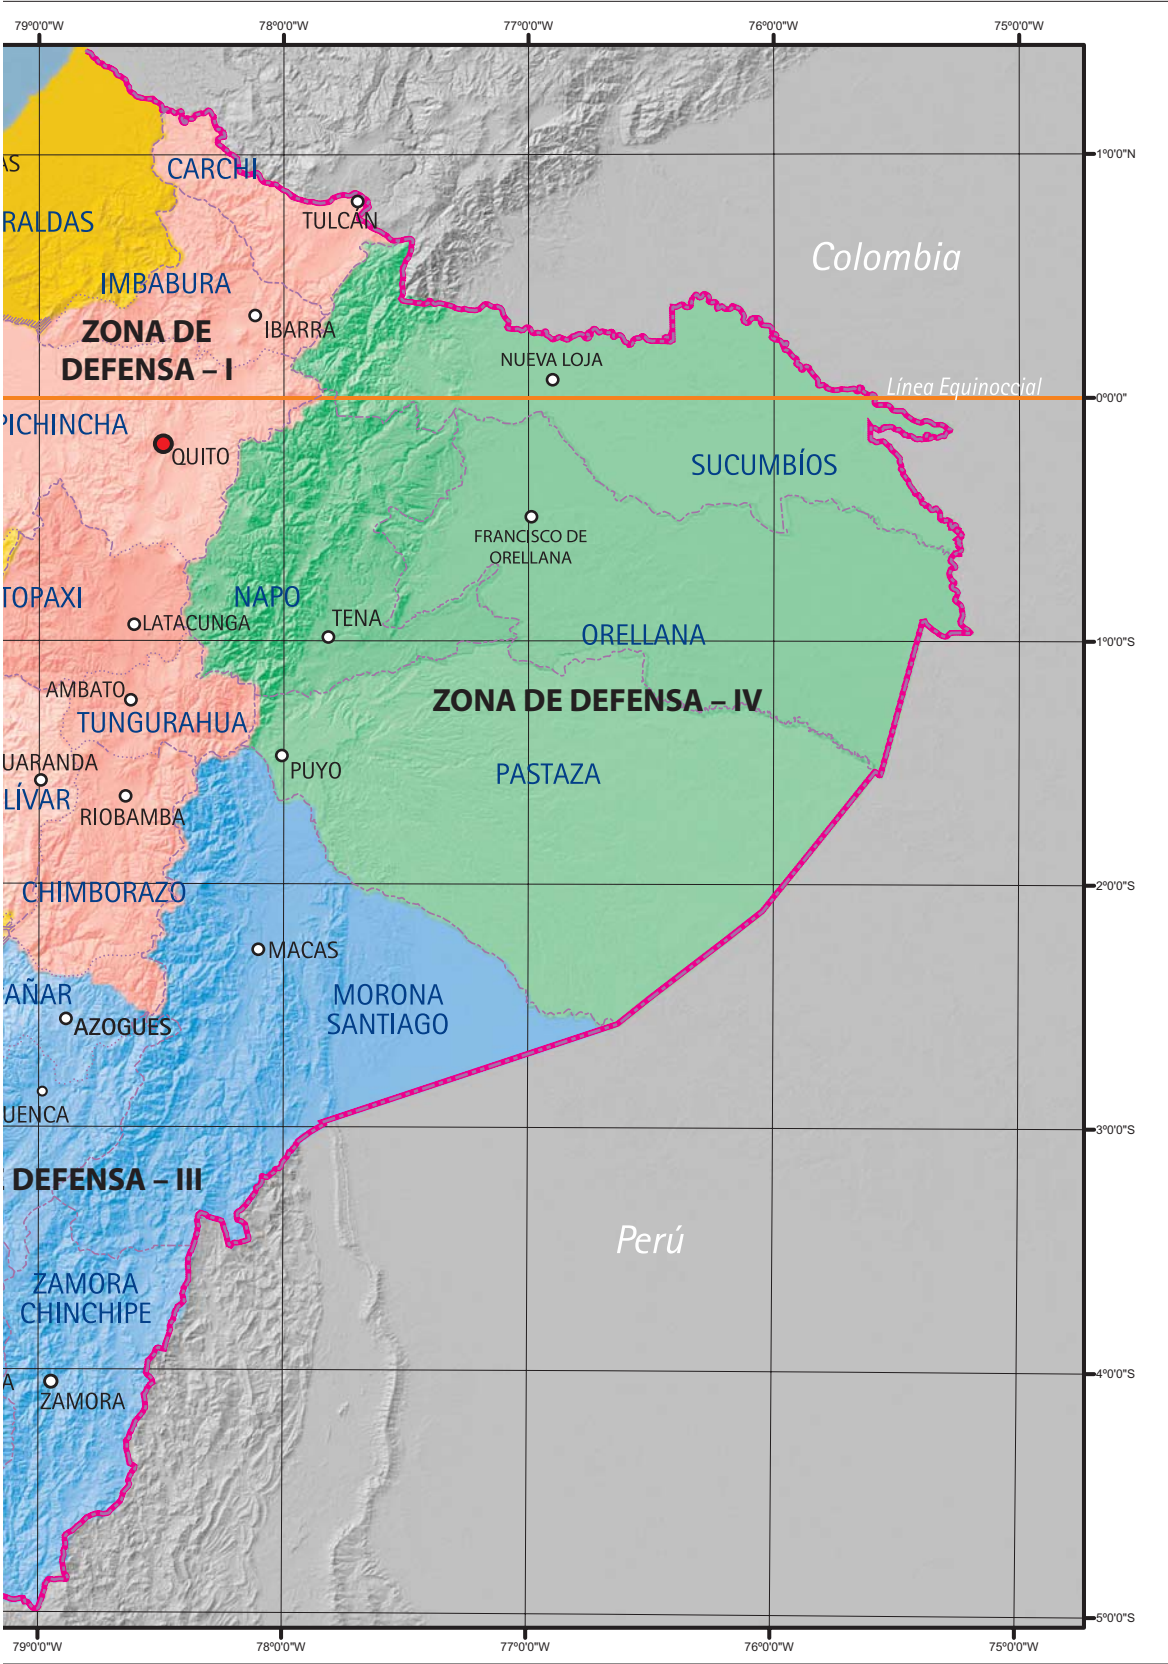 79°0'0"W 78°0'0"W 77°0'0"W 76°0'0"W 75°0'0"W
1°0'0"N
AS
CARCHI
RALDAS
TULCÁN
Colombia
IMBABURA
ZONA DE
DEFENSA – I
IBARRA
NUEVA LOJA
Línea Equinoccial
0°0'0"
PICHINCHA
QUITO
SUCUMBÍOS
FRANCISCO DE
ORELLANA
TOPAXI
NAPO
LATACUNGA
TENA
ORELLANA
1°0'0"S
AMBATO
TUNGURAHUA
ZONA DE DEFENSA – IV
UARANDA
PUYO
PASTAZA
LÍVAR
RIOBAMBA
CHIMBORAZO
2°0'0"S
MACAS
AÑAR
MORONA
SANTIAGO
AZOGUES
UENCA
3°0'0"S
DEFENSA – III
Perú
ZAMORA
CHINCHIPE
4°0'0"S
A
ZAMORA
5°0'0"S
79°0'0"W 78°0'0"W 77°0'0"W 76°0'0"W 75°0'0"W